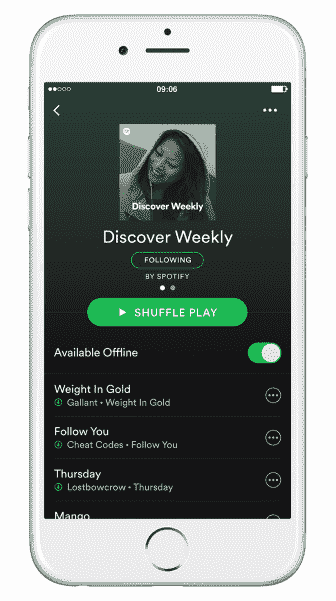 09:06
Discover Weekly
Discover Weekly
FOLLOWING
BY SPOTIFY
SHUFFLE PLAY
Available Offline
Weight In Gold
Gallant • Weight In Gold
Follow You
Cheat Codes • Follow You
Thursday
Lostbowcrow • Thursday
Mango